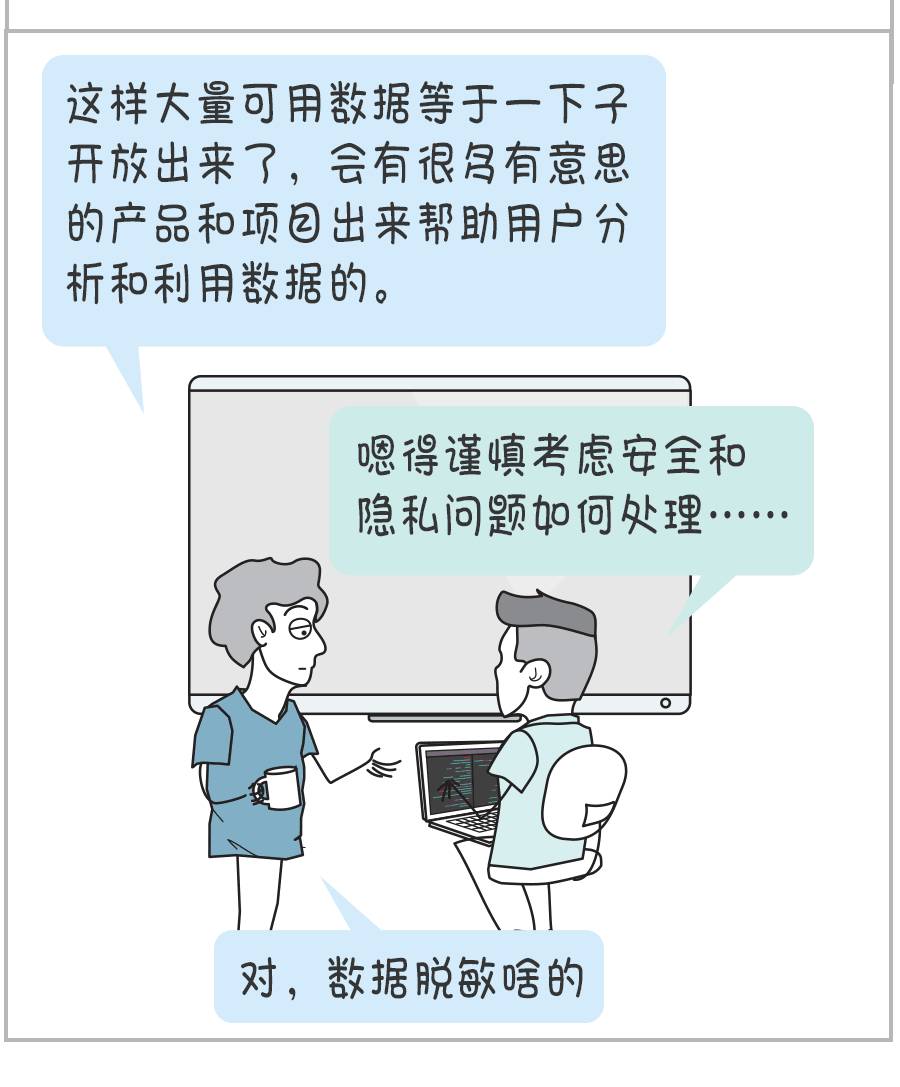 这样大量可用数据等于一下子
开放出来了，会有很多有意思
的产品和项目出来帮助用户分
析和利用数据的。
嗯得谨慎考虑安全和
隐私问题如何处理……
对，数据脱敏啥的